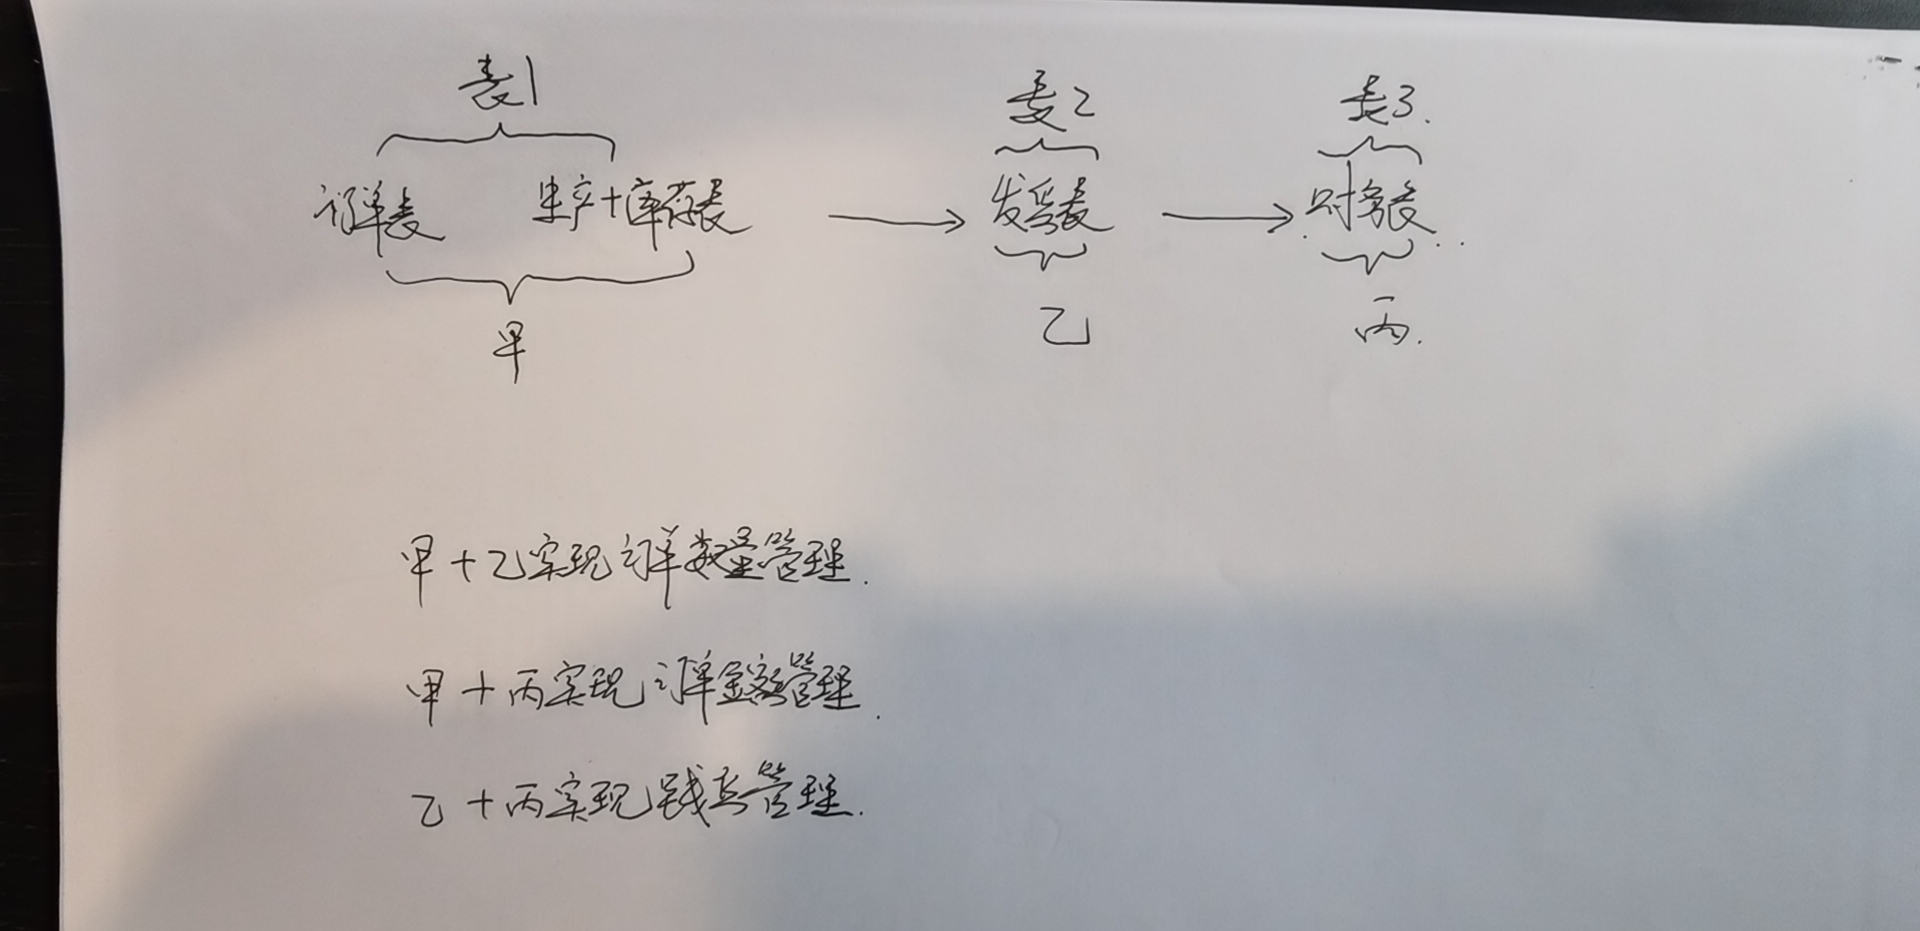 表1 表2 表3.
订单表 生产+库存表 发货表 财务表
甲 乙 丙.
甲+乙实现订单数量管理.
甲+丙实现订单金额管理.
乙+丙实现 管理.